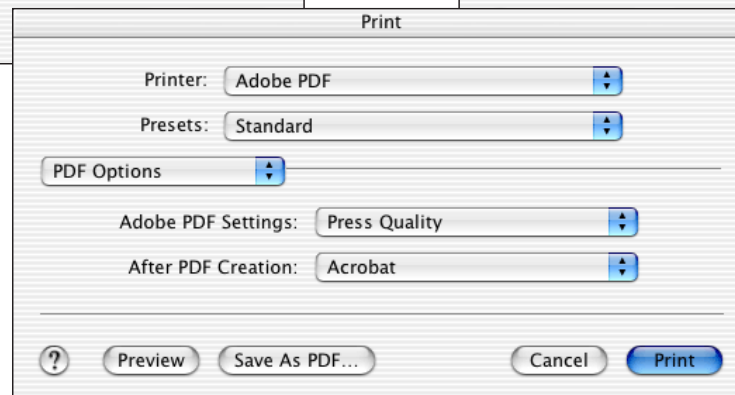 Print
Printer: Adobe PDF
Presets: Standard
PDF Options
Adobe PDF Settings: Press Quality
After PDF Creation: Acrobat
? Preview Save As PDF... Cancel Print